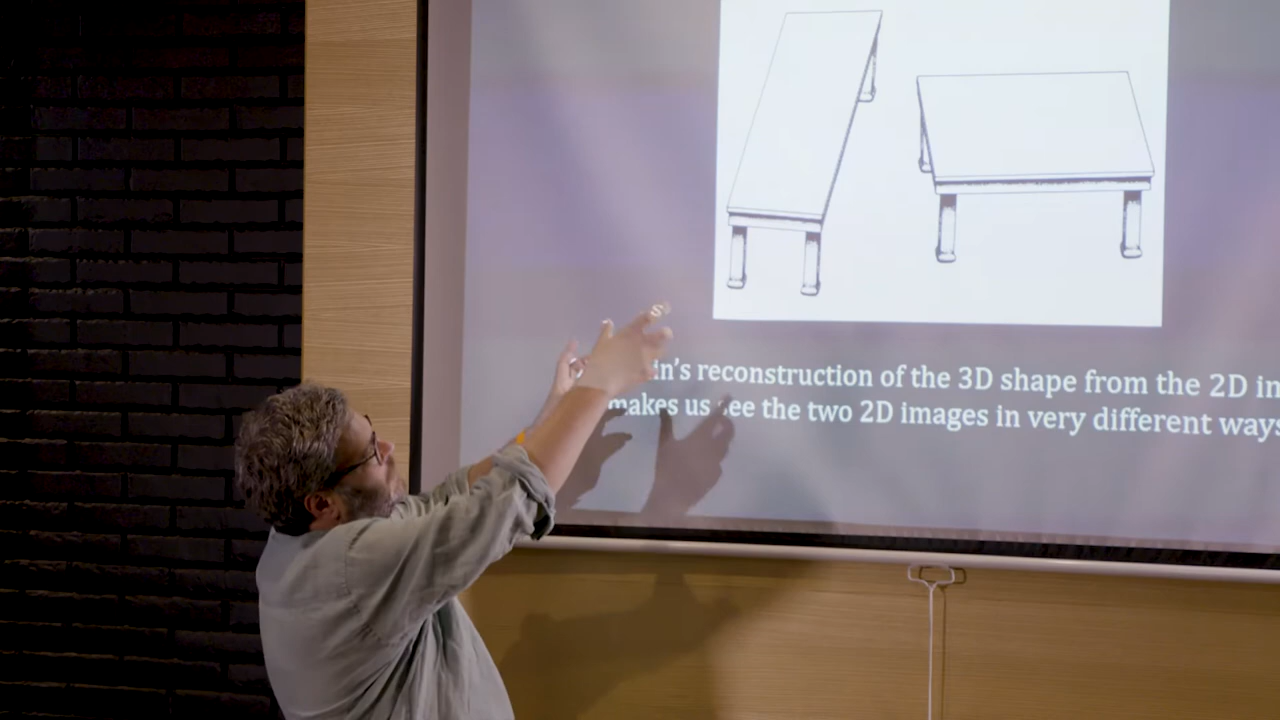 in's reconstruction of the 3D shape from the 2D
makes us see the two 2D images in very different ways